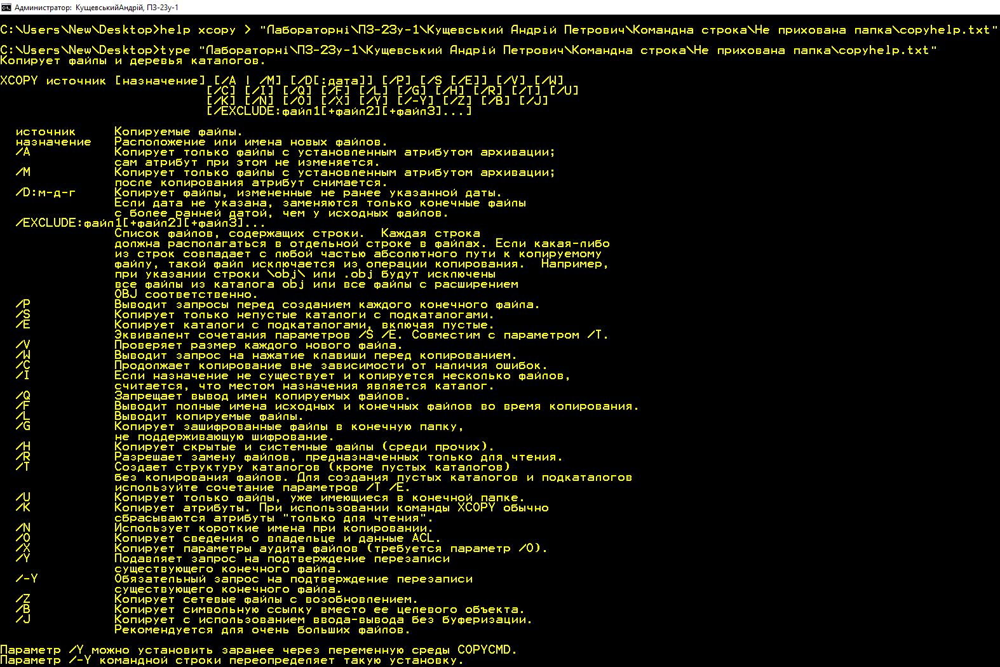 Администратор: КущевськийАндрій, ПЗ-23у-1
C:\Users\New\Desktop>help xcopy > "Лабораторні\ПЗ-23у-1\Кущевський Андрій Петрович\Командна строка\Не прихована папка\copyhelp.txt"
C:\Users\New\Desktop>type "Лабораторні\ПЗ-23у-1\Кущевський Андрій Петрович\Командна строка\Не прихована папка\copyhelp.txt"
Копирует файлы и деревья каталогов.
XCOPY источник [назначение] [/A | /M] [/D[:дата]] [/P] [/S [/E]] [/V] [/W]
[/C] [/I] [/Q] [/F] [/L] [/G] [/H] [/R] [/T] [/U]
[/K] [/N] [/O] [/X] [/Y] [/-Y] [/Z] [/B] [/J]
[/EXCLUDE:файл1[+файл2][+файл3]...]
источник Копируемые файлы.
назначение Расположение или имена новых файлов.
/A Копирует только файлы с установленным атрибутом архивации;
сам атрибут при этом не изменяется.
/M Копирует только файлы с установленным атрибутом архивации;
после копирования атрибут снимается.
/D:м-д-г Копирует файлы, измененные не ранее указанной даты.
Если дата не указана, заменяются только конечные файлы
с более ранней датой, чем у исходных файлов.
/EXCLUDE:файл1[+файл2][+файл3]...
Список файлов, содержащих строки.  Каждая строка
должна располагаться в отдельной строке в файлах. Если какая-либо
из строк совпадает с любой частью абсолютного пути к копируемому
файлу, такой файл исключается из операции копирования.  Например,
при указании строки \obj\ или .obj будут исключены
все файлы из каталога obj или все файлы с расширением
OBJ соответственно.
/P Выводит запросы перед созданием каждого конечного файла.
/S Копирует только непустые каталоги с подкаталогами.
/E Копирует каталоги с подкаталогами, включая пустые.
Эквивалент сочетания параметров /S /E. Совместим с параметром /T.
/V Проверяет размер каждого нового файла.
/W Выводит запрос на нажатие клавиши перед копированием.
/C Продолжает копирование вне зависимости от наличия ошибок.
/I Если назначение не существует и копируется несколько файлов,
считается, что местом назначения является каталог.
/Q Запрещает вывод имен копируемых файлов.
/F Выводит полные имена исходных и конечных файлов во время копирования.
/L Выводит копируемые файлы.
/G Копирует зашифрованные файлы в конечную папку,
не поддерживающую шифрование.
/H Копирует скрытые и системные файлы (среди прочих).
/R Разрешает замену файлов, предназначенных только для чтения.
/T Создает структуру каталогов (кроме пустых каталогов)
без копирования файлов. Для создания пустых каталогов и подкаталогов
используйте сочетание параметров /T /E.
/U Копирует только файлы, уже имеющиеся в конечной папке.
/K Копирует атрибуты. При использовании команды XCOPY обычно
сбрасываются атрибуты "только для чтения".
/N Использует короткие имена при копировании.
/O Копирует сведения о владельце и данные ACL.
/X Копирует параметры аудита файлов (требуется параметр /O).
/Y Подавляет запрос на подтверждение перезаписи
существующего конечного файла.
/-Y Обязательный запрос на подтверждение перезаписи
существующего конечного файла.
/Z Копирует сетевые файлы с возобновлением.
/B Копирует символьную ссылку вместо ее целевого объекта.
/J Копирует с использованием ввода-вывода без буферизации.
Рекомендуется для очень больших файлов.
Параметр /Y можно установить заранее через переменную среды COPYCMD.
Параметр /-Y командной строки переопределяет такую установку.